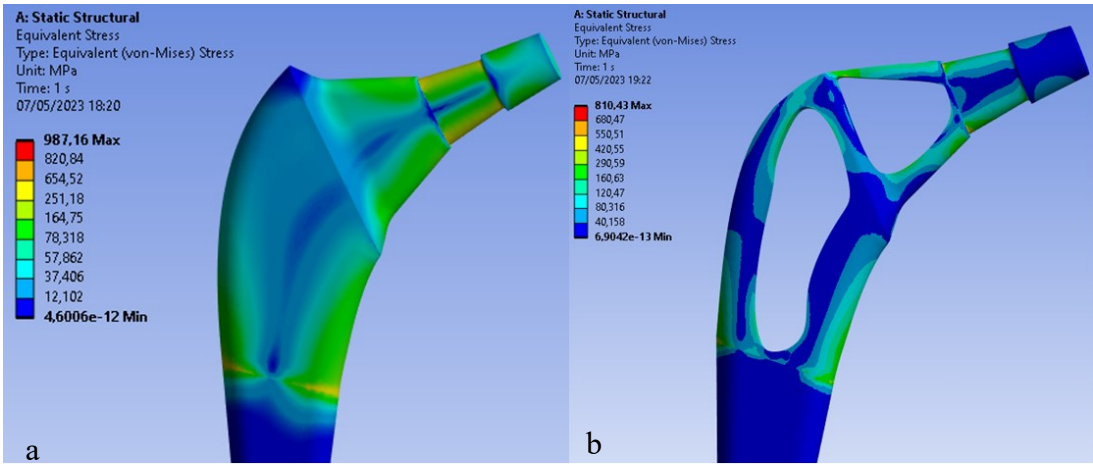 A: Static Structural
Equivalent Stress
Type: Equivalent (von-Mises) Stress
Unit: MPa
Time: 1 s
07/05/2023 18:20
987,16 Max
820,84
654,52
251,18
164,75
78,318
57,862
37,406
12,102
4,6006e-12 Min
a
A: Static Structural
Equivalent Stress
Type: Equivalent (von-Mises) Stress
Unit: MPa
Time: 1 s
07/05/2023 19:22
810,43 Max
680,47
550,51
420,55
290,59
160,63
120,47
80,316
40,158
6,9042e-13 Min
b